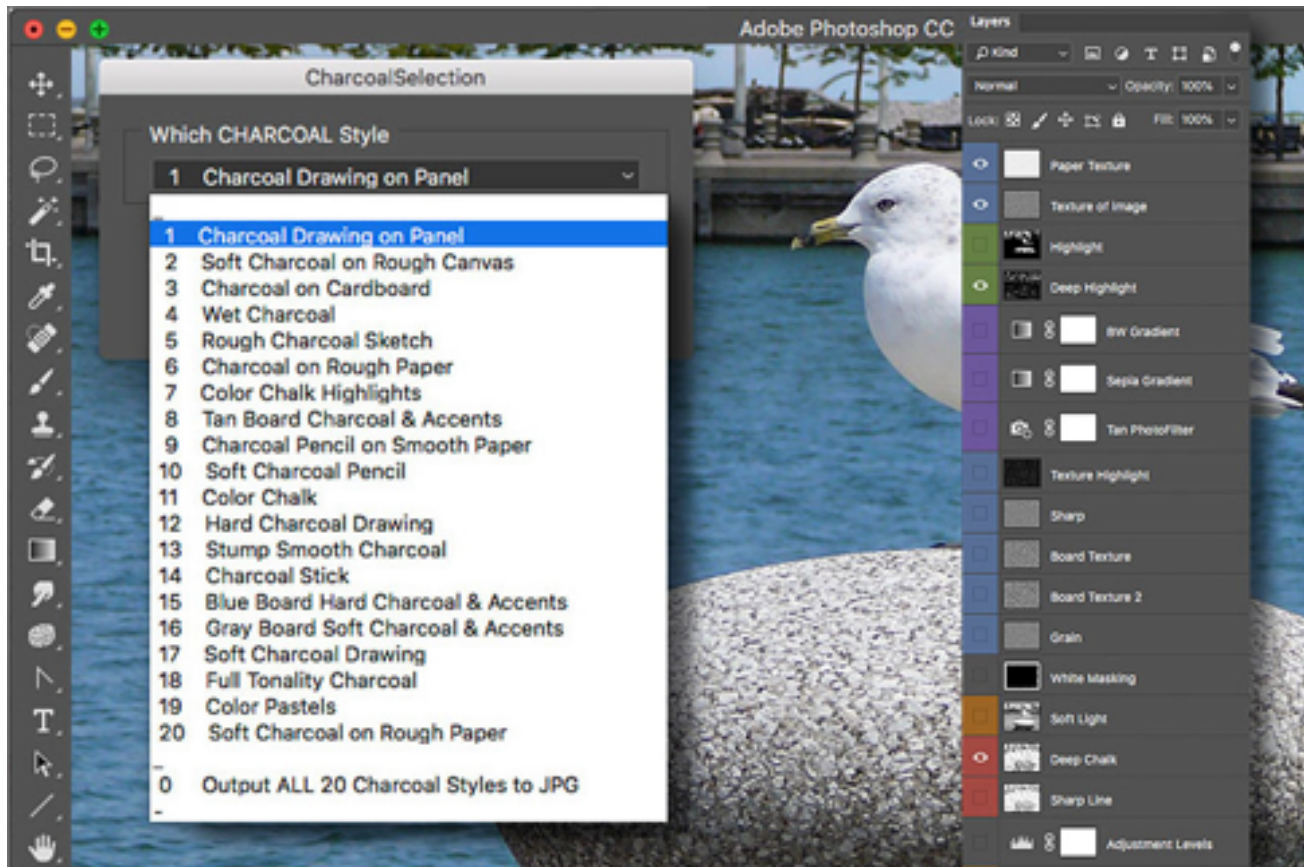 Adobe Photoshop CC
CharcoalSelection
Which CHARCOAL Style
1 Charcoal Drawing on Panel
1 Charcoal Drawing on Panel
2 Soft Charcoal on Rough Canvas
3 Charcoal on Cardboard
4 Wet Charcoal
5 Rough Charcoal Sketch
6 Charcoal on Rough Paper
7 Color Chalk Highlights
8 Tan Board Charcoal & Accents
9 Charcoal Pencil on Smooth Paper
10 Soft Charcoal Pencil
11 Color Chalk
12 Hard Charcoal Drawing
13 Stump Smooth Charcoal
14 Charcoal Stick
15 Blue Board Hard Charcoal & Accents
16 Gray Board Soft Charcoal & Accents
17 Soft Charcoal Drawing
18 Full Tonality Charcoal
19 Color Pastels
20 Soft Charcoal on Rough Paper
0 Output ALL 20 Charcoal Styles to JPG
Layers
Kind
Normal Opacity: 100%
Lock: Fill: 100%
Paper Texture
Texture of Image
Highlight
Deep Highlight
BW Gradient
Sepia Gradient
Tan PhotoFilter
Texture Highlight
Sharp
Board Texture
Board Texture 2
Grain
White Masking
Soft Light
Deep Chalk
Sharp Line
Adjustment Levels